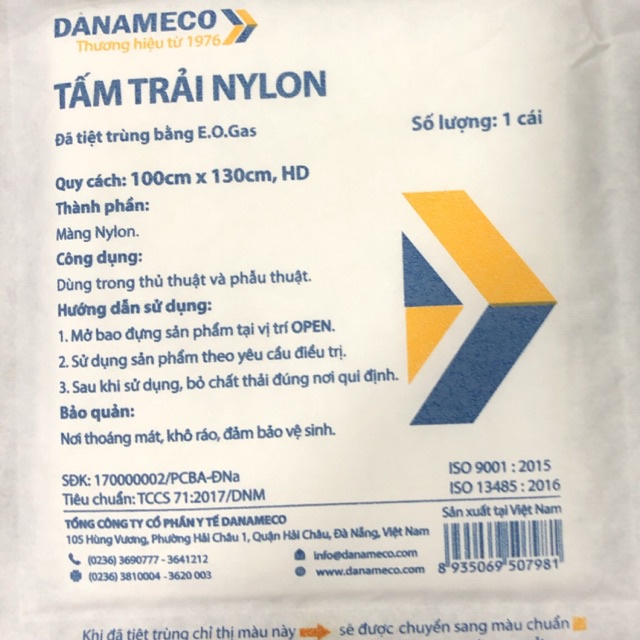 DANAMECO
Thương hiệu từ 1976
TẤM TRẢI NYLON
Đã tiệt trùng bằng E.O.Gas
Số lượng: 1 cái
Quy cách: 100cm x 130cm, HD
Thành phần:
Màng Nylon.
Công dụng:
Dùng trong thủ thuật và phẫu thuật.
Hướng dẫn sử dụng:
1. Mở bao đựng sản phẩm tại vị trí OPEN.
2. Sử dụng sản phẩm theo yêu cầu điều trị.
3. Sau khi sử dụng, bỏ chất thải đúng nơi qui định.
Bảo quản:
Nơi thoáng mát, khô ráo, đảm bảo vệ sinh.
SĐK: 170000002/PCBA-ĐNa
Tiêu chuẩn: TCCS 71:2017/DNM
ISO 9001 : 2015
ISO 13485 : 2016
TỔNG CÔNG TY CỔ PHẦN Y TẾ DANAMECO
105 Hùng Vương, Phường Hải Châu 1, Quận Hải Châu, Đà Nẵng, Việt Nam
(0236) 3690777 - 3641212
(0236) 3810004 - 3620 003
info@danameco.com
www.danameco.com
Sản xuất tại Việt Nam
8 935069 507981
Khi đã tiệt trùng chỉ thị màu này sẽ được chuyển sang màu chuẩn